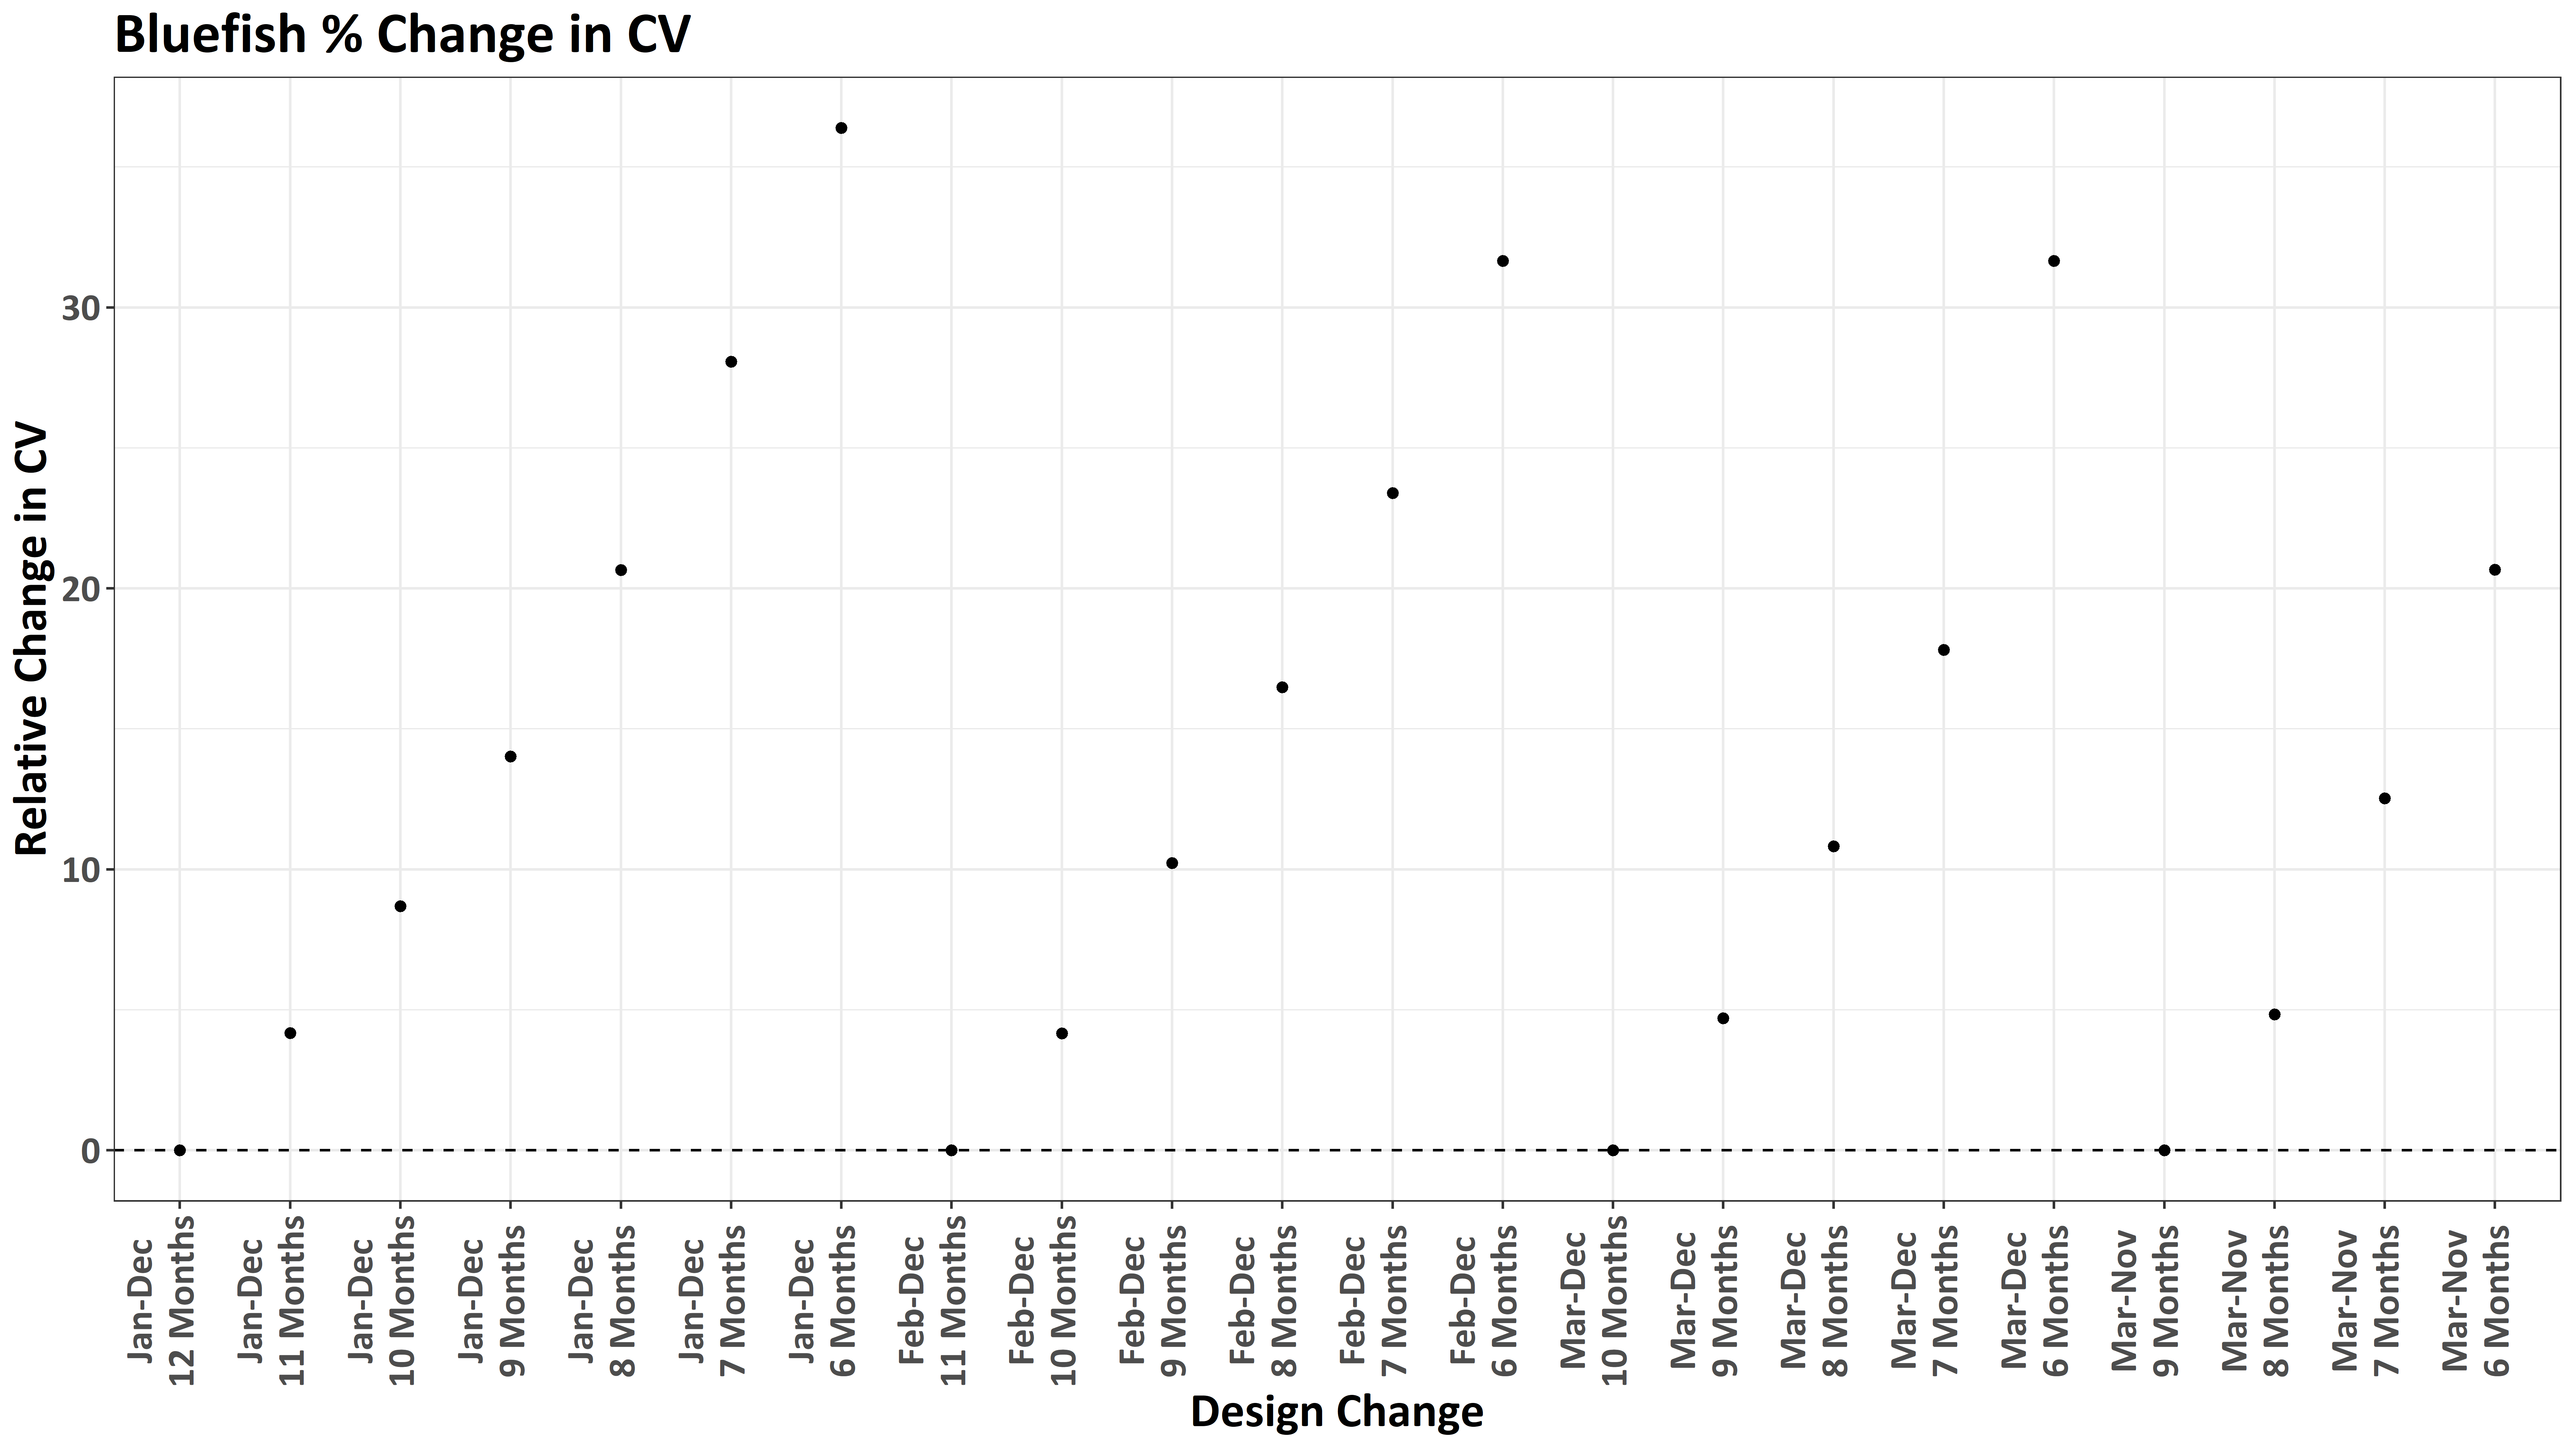 Bluefish % Change in CV
Relative Change in CV
30
20
10
0
Jan-Dec
12 Months
Jan-Dec
11 Months
Jan-Dec
10 Months
Jan-Dec
9 Months
Jan-Dec
8 Months
Jan-Dec
7 Months
Jan-Dec
6 Months
Feb-Dec
11 Months
Feb-Dec
10 Months
Feb-Dec
9 Months
Feb-Dec
8 Months
Feb-Dec
7 Months
Feb-Dec
6 Months
Mar-Dec
10 Months
Mar-Dec
9 Months
Mar-Dec
8 Months
Mar-Dec
7 Months
Mar-Dec
6 Months
Mar-Nov
9 Months
Mar-Nov
8 Months
Mar-Nov
7 Months
Mar-Nov
6 Months
Design Change